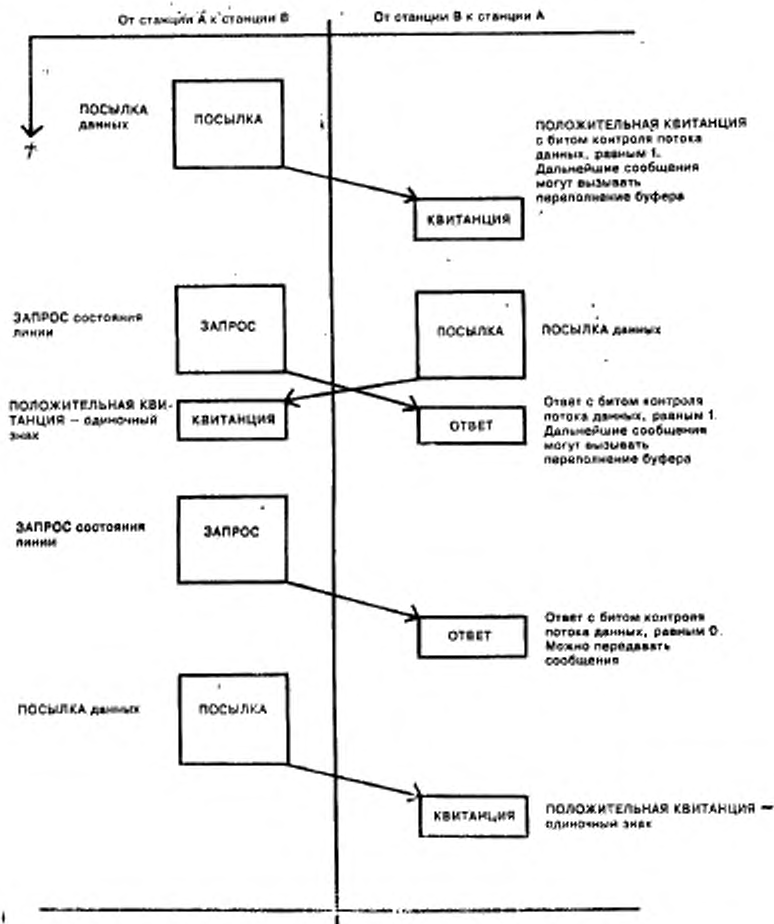 От станции А к станции В
От станции В к станции А
t
ПОСЫЛКА
данных
ПОСЫЛКА
ПОЛОЖИТЕЛЬНАЯ КВИТАНЦИЯ
с битом контроля потока
данных, равным 1.
Дальнейшие сообщения
могут вызывать
переполнение буфера
КВИТАНЦИЯ
ЗАПРОС состояния
линии
ЗАПРОС
ПОСЫЛКА
ПОСЫЛКА данных
ПОЛОЖИТЕЛЬНАЯ КВИ-
ТАНЦИЯ — одиночный
знак
КВИТАНЦИЯ
ОТВЕТ
Ответ с битом контроля
потока данных, равным 1.
Дальнейшие сообщения
могут вызывать
переполнение буфера
ЗАПРОС состояния
линии
ЗАПРОС
ОТВЕТ
Ответ с битом контроля
потока данных, равным 0.
Можно передавать
сообщения
ПОСЫЛКА данных
ПОСЫЛКА
КВИТАНЦИЯ
ПОЛОЖИТЕЛЬНАЯ КВИТАНЦИЯ —
одиночный знак